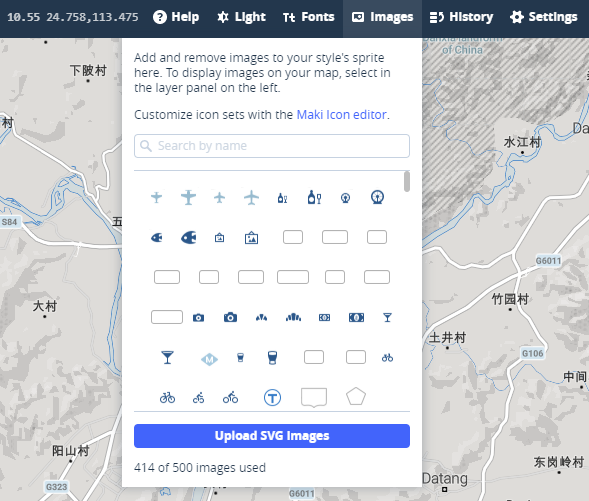 10.55 24.758,113.475
Help
Light
Fonts
Images
History
Settings
Danxia landform
of China
Add and remove images to your style's sprite
here. To display images on your map, select in
the layer panel on the left.
Customize icon sets with the Maki Icon editor.
Search by name
下陂村
村
水江村
Da
S84
五
G6011
大村
竹园村
土井村
G106
中间
M
T
Upload SVG images
414 of 500 images used
阳山村
东岗岭村
Datang
G323
G6011